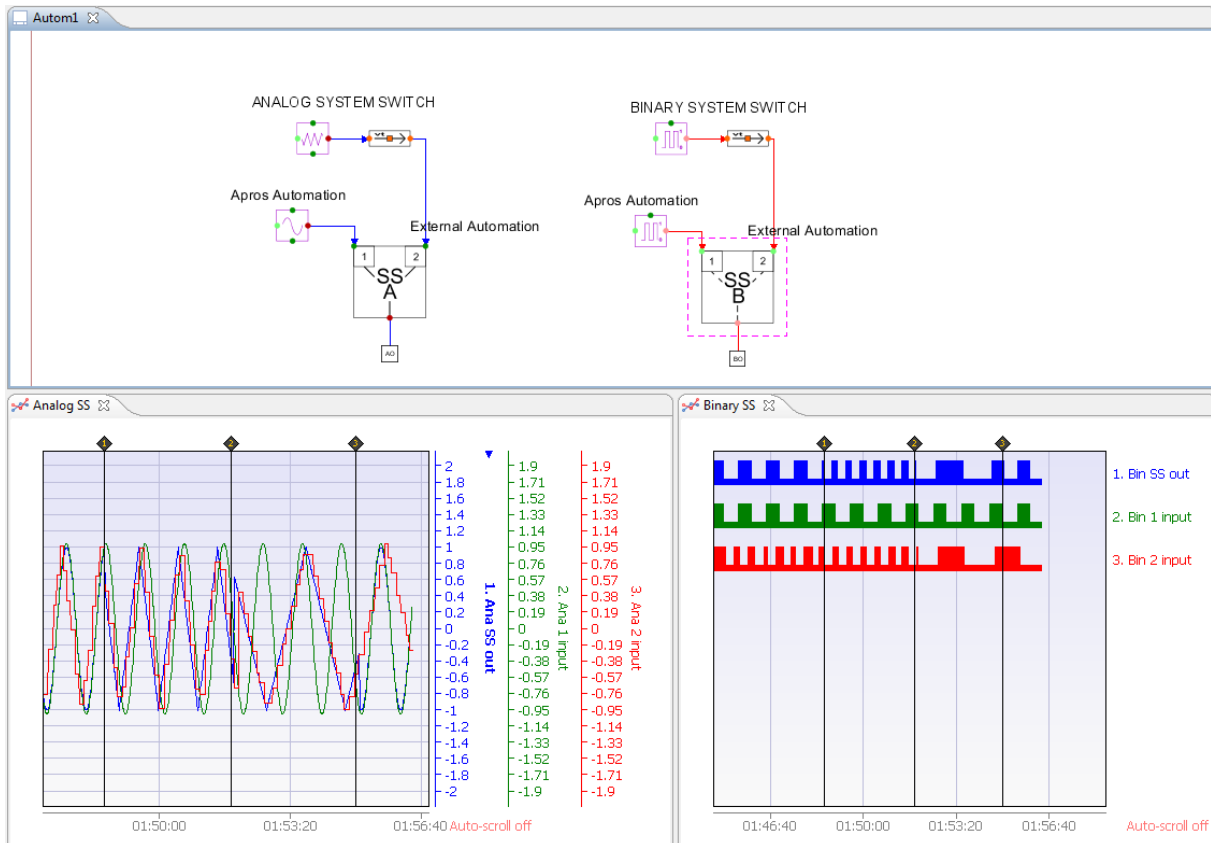 Autom1
ANALOG SYSTEM SWITCH
BINARY SYSTEM SWITCH
Apros Automation
Apros Automation
External Automation
External Automation
1 2
SS
A
1 2
SS
B
AO
BO
Analog SS
Binary SS
1 2 3
2
1.8
1.6
1.4
1.2
1
0.8
0.6
0.4
0.2
0
-0.2
-0.4
-0.6
-0.8
-1
-1.2
-1.4
-1.6
-1.8
-2
1. Ana SS out
1.9
1.71
1.52
1.33
1.14
0.95
0.76
0.57
0.38
0.19
0
-0.19
-0.38
-0.57
-0.76
-0.95
-1.14
-1.33
-1.52
-1.71
-1.9
2. Ana 1 input
1.9
1.71
1.52
1.33
1.14
0.95
0.76
0.57
0.38
0.19
0
-0.19
-0.38
-0.57
-0.76
-0.95
-1.14
-1.33
-1.52
-1.71
-1.9
3. Ana 2 input
01:50:00 01:53:20 01:56:40 Auto-scroll off
1 2 3
1. Bin SS out
2. Bin 1 input
3. Bin 2 input
01:46:40 01:50:00 01:53:20 01:56:40 Auto-scroll off